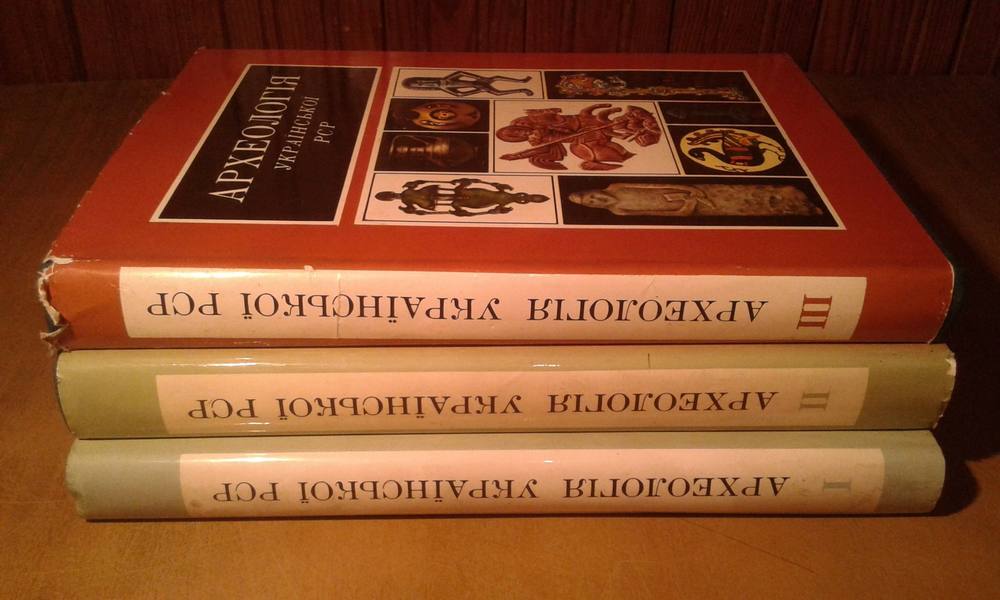 АРХЕОЛОГІЯ
УКРАЇНСЬКОЇ
РСР
АРХЕОЛОГІЯ УКРАЇНСЬКОЇ РСР III
АРХЕОЛОГІЯ УКРАЇНСЬКОЇ РСР II
АРХЕОЛОГІЯ УКРАЇНСЬКОЇ РСР I